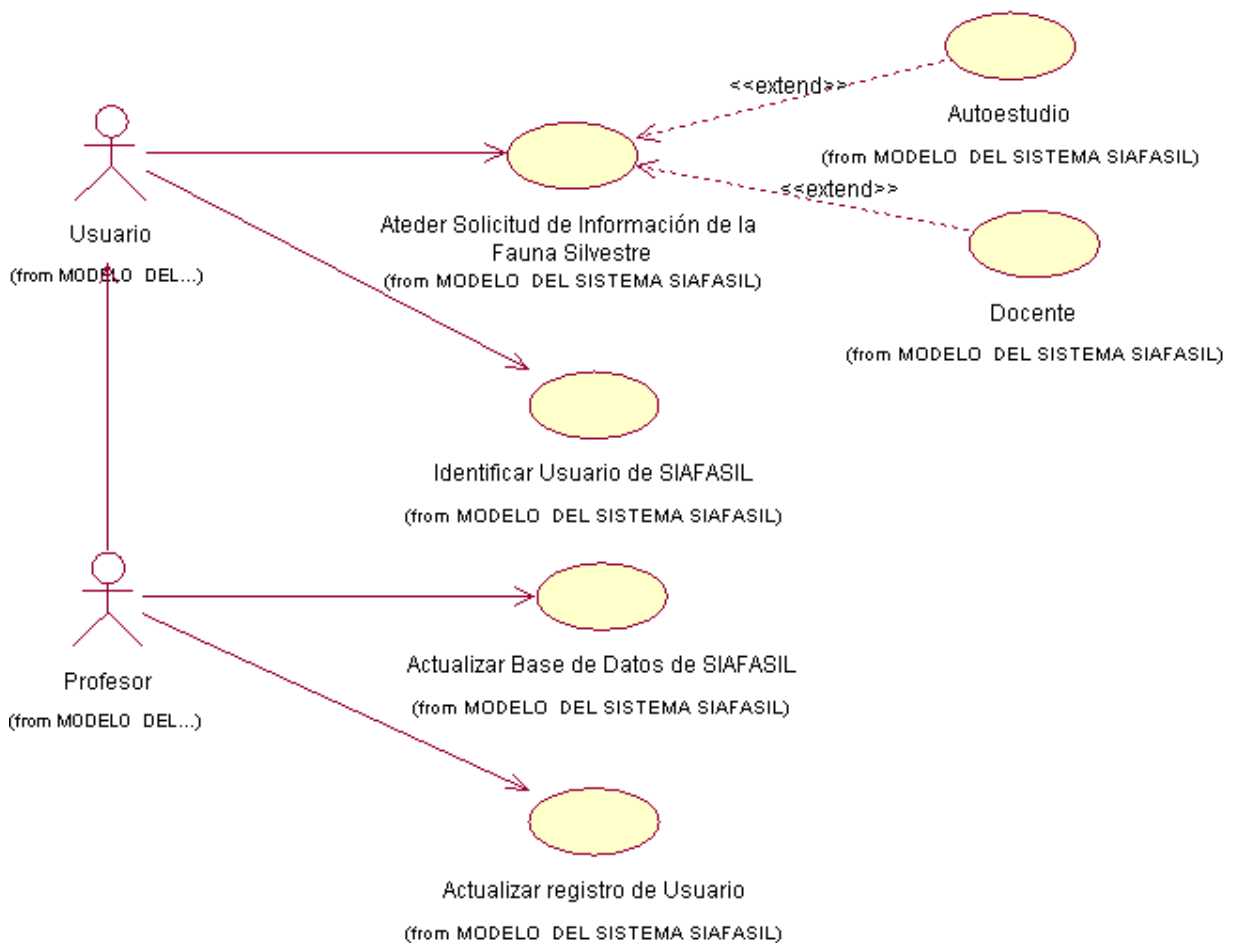 <<extend>>
Autoestudio
(from MODELO DEL SISTEMA SIAFASIL)
<<extend>>
Usuario
(from MODELO DEL...)
Ateder Solicitud de Información de la
Fauna Silvestre
(from MODELO DEL SISTEMA SIAFASIL)
Docente
(from MODELO DEL SISTEMA SIAFASIL)
Identificar Usuario de SIAFASIL
(from MODELO DEL SISTEMA SIAFASIL)
Profesor
(from MODELO DEL...)
Actualizar Base de Datos de SIAFASIL
(from MODELO DEL SISTEMA SIAFASIL)
Actualizar registro de Usuario
(from MODELO DEL SISTEMA SIAFASIL)